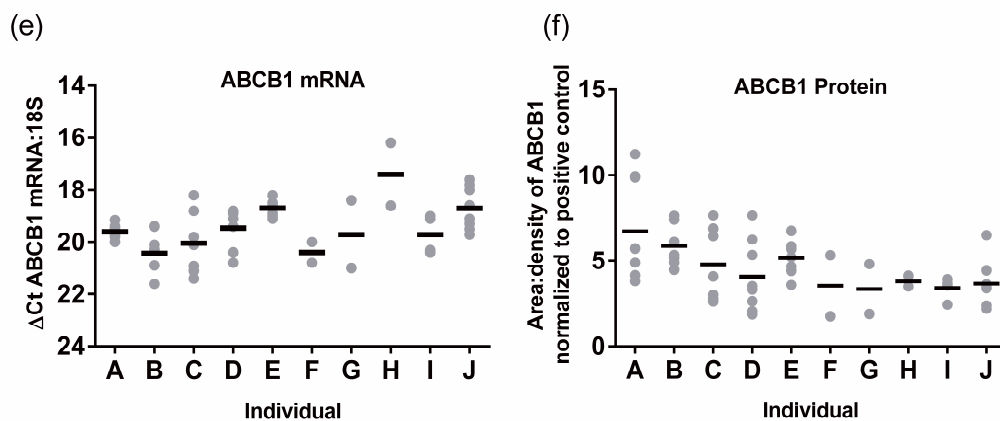 (e)
ABCB1 mRNA
ΔCt ABCB1 mRNA:18S
14
16
18
20
22
24
A B C D E F G H I J
Individual
(f)
ABCB1 Protein
Area:density of ABCB1
normalized to positive control
15
10
5
0
A B C D E F G H I J
Individual